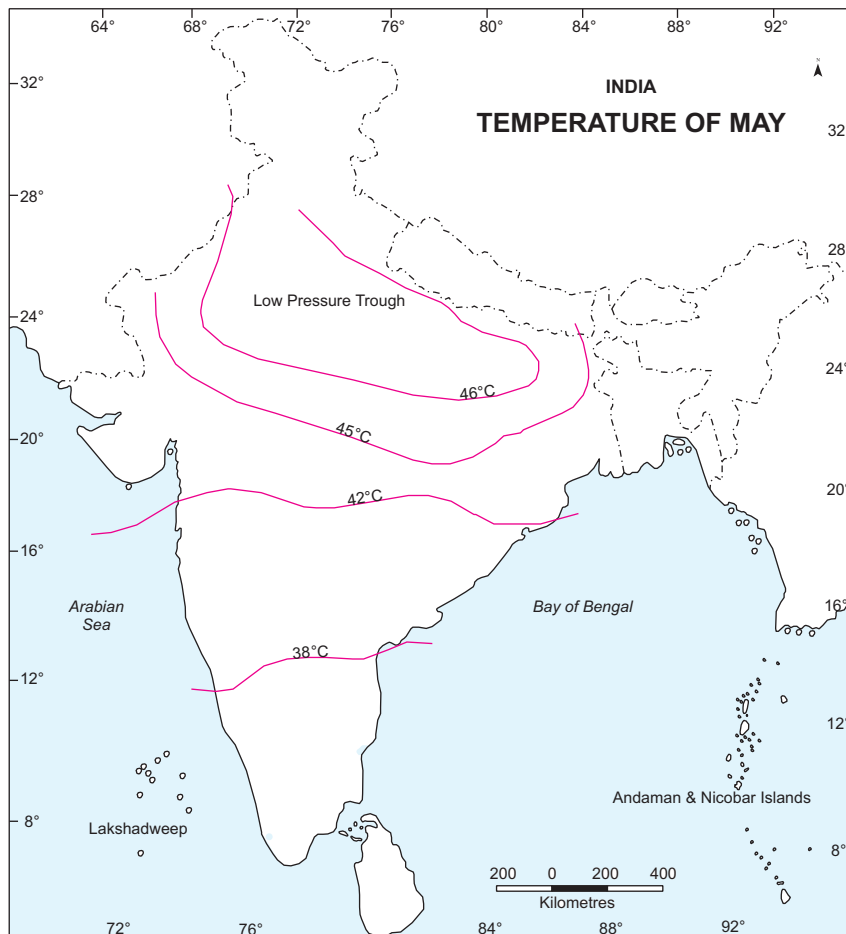 64° 68° 72° 76° 80° 84° 88° 92°
N
INDIA
TEMPERATURE OF MAY
32°
32°
28°
28°
Low Pressure Trough
24°
24°
46°C
45°C
20°
20°
42°C
16°
16°
Arabian
Sea
Bay of Bengal
38°C
12°
12°
Andaman & Nicobar Islands
8°
Lakshadweep
8°
200 0 200 400
Kilometres
72° 76° 84° 88° 92°